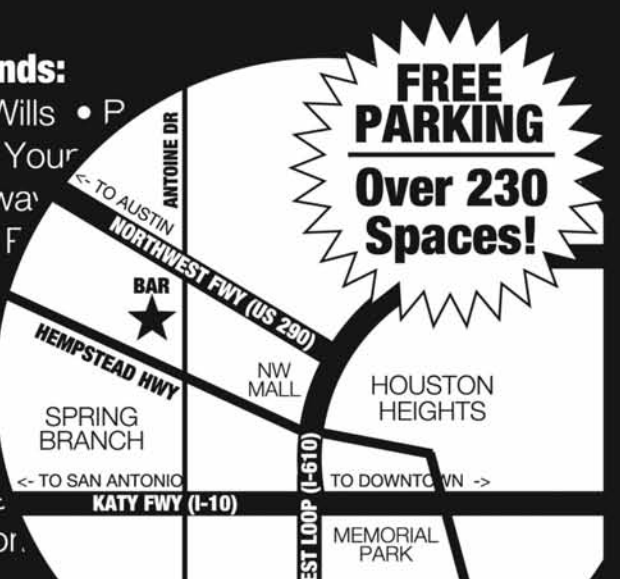 nds:
Wills • P
Your
way
F
FREE
PARKING
Over 230
Spaces!
ANTOINE DR
<- TO AUSTIN
NORTHWEST FWY (US 290)
BAR
HEMPSTEAD HWY
NW
MALL
HOUSTON
HEIGHTS
SPRING
BRANCH
<- TO SAN ANTONIO
TO DOWNTOWN ->
KATY FWY (I-10)
EST LOOP (I-610)
MEMORIAL
PARK
or.